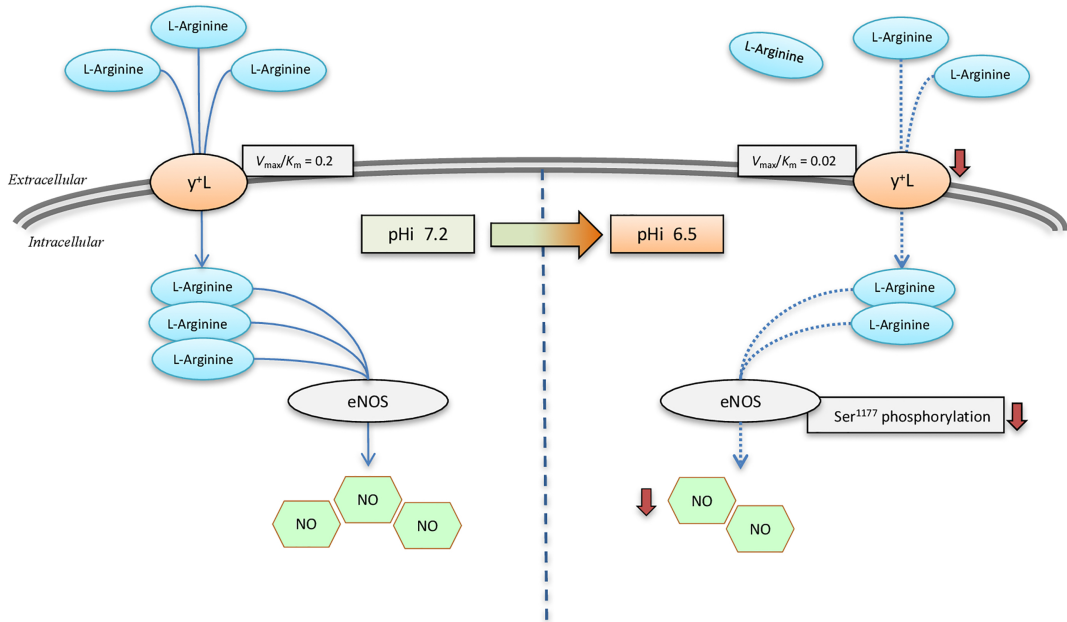 L-Arginine
L-Arginine
L-Arginine
y⁺L
Vmax/Km = 0.2
Extracellular
Intracellular
L-Arginine
L-Arginine
L-Arginine
eNOS
NO
NO
NO
pHi 7.2
pHi 6.5
L-Arginine
L-Arginine
L-Arginine
Vmax/Km = 0.02
y⁺L
L-Arginine
L-Arginine
eNOS
Ser¹¹⁷⁷ phosphorylation
NO
NO